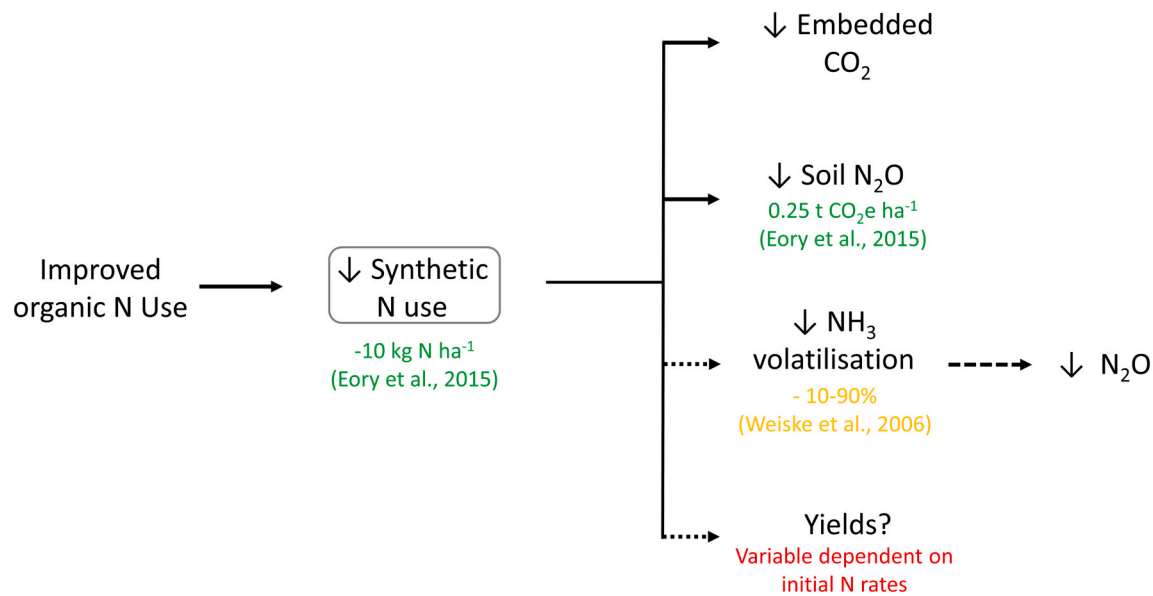 Improved
organic N Use
↓ Synthetic
N use
-10 kg N ha⁻¹
(Eory et al., 2015)
↓ Embedded
CO₂
↓ Soil N₂O
0.25 t CO₂e ha⁻¹
(Eory et al., 2015)
↓ NH₃
volatilisation
- 10-90%
(Weiske et al., 2006)
↓ N₂O
Yields?
Variable dependent on
initial N rates